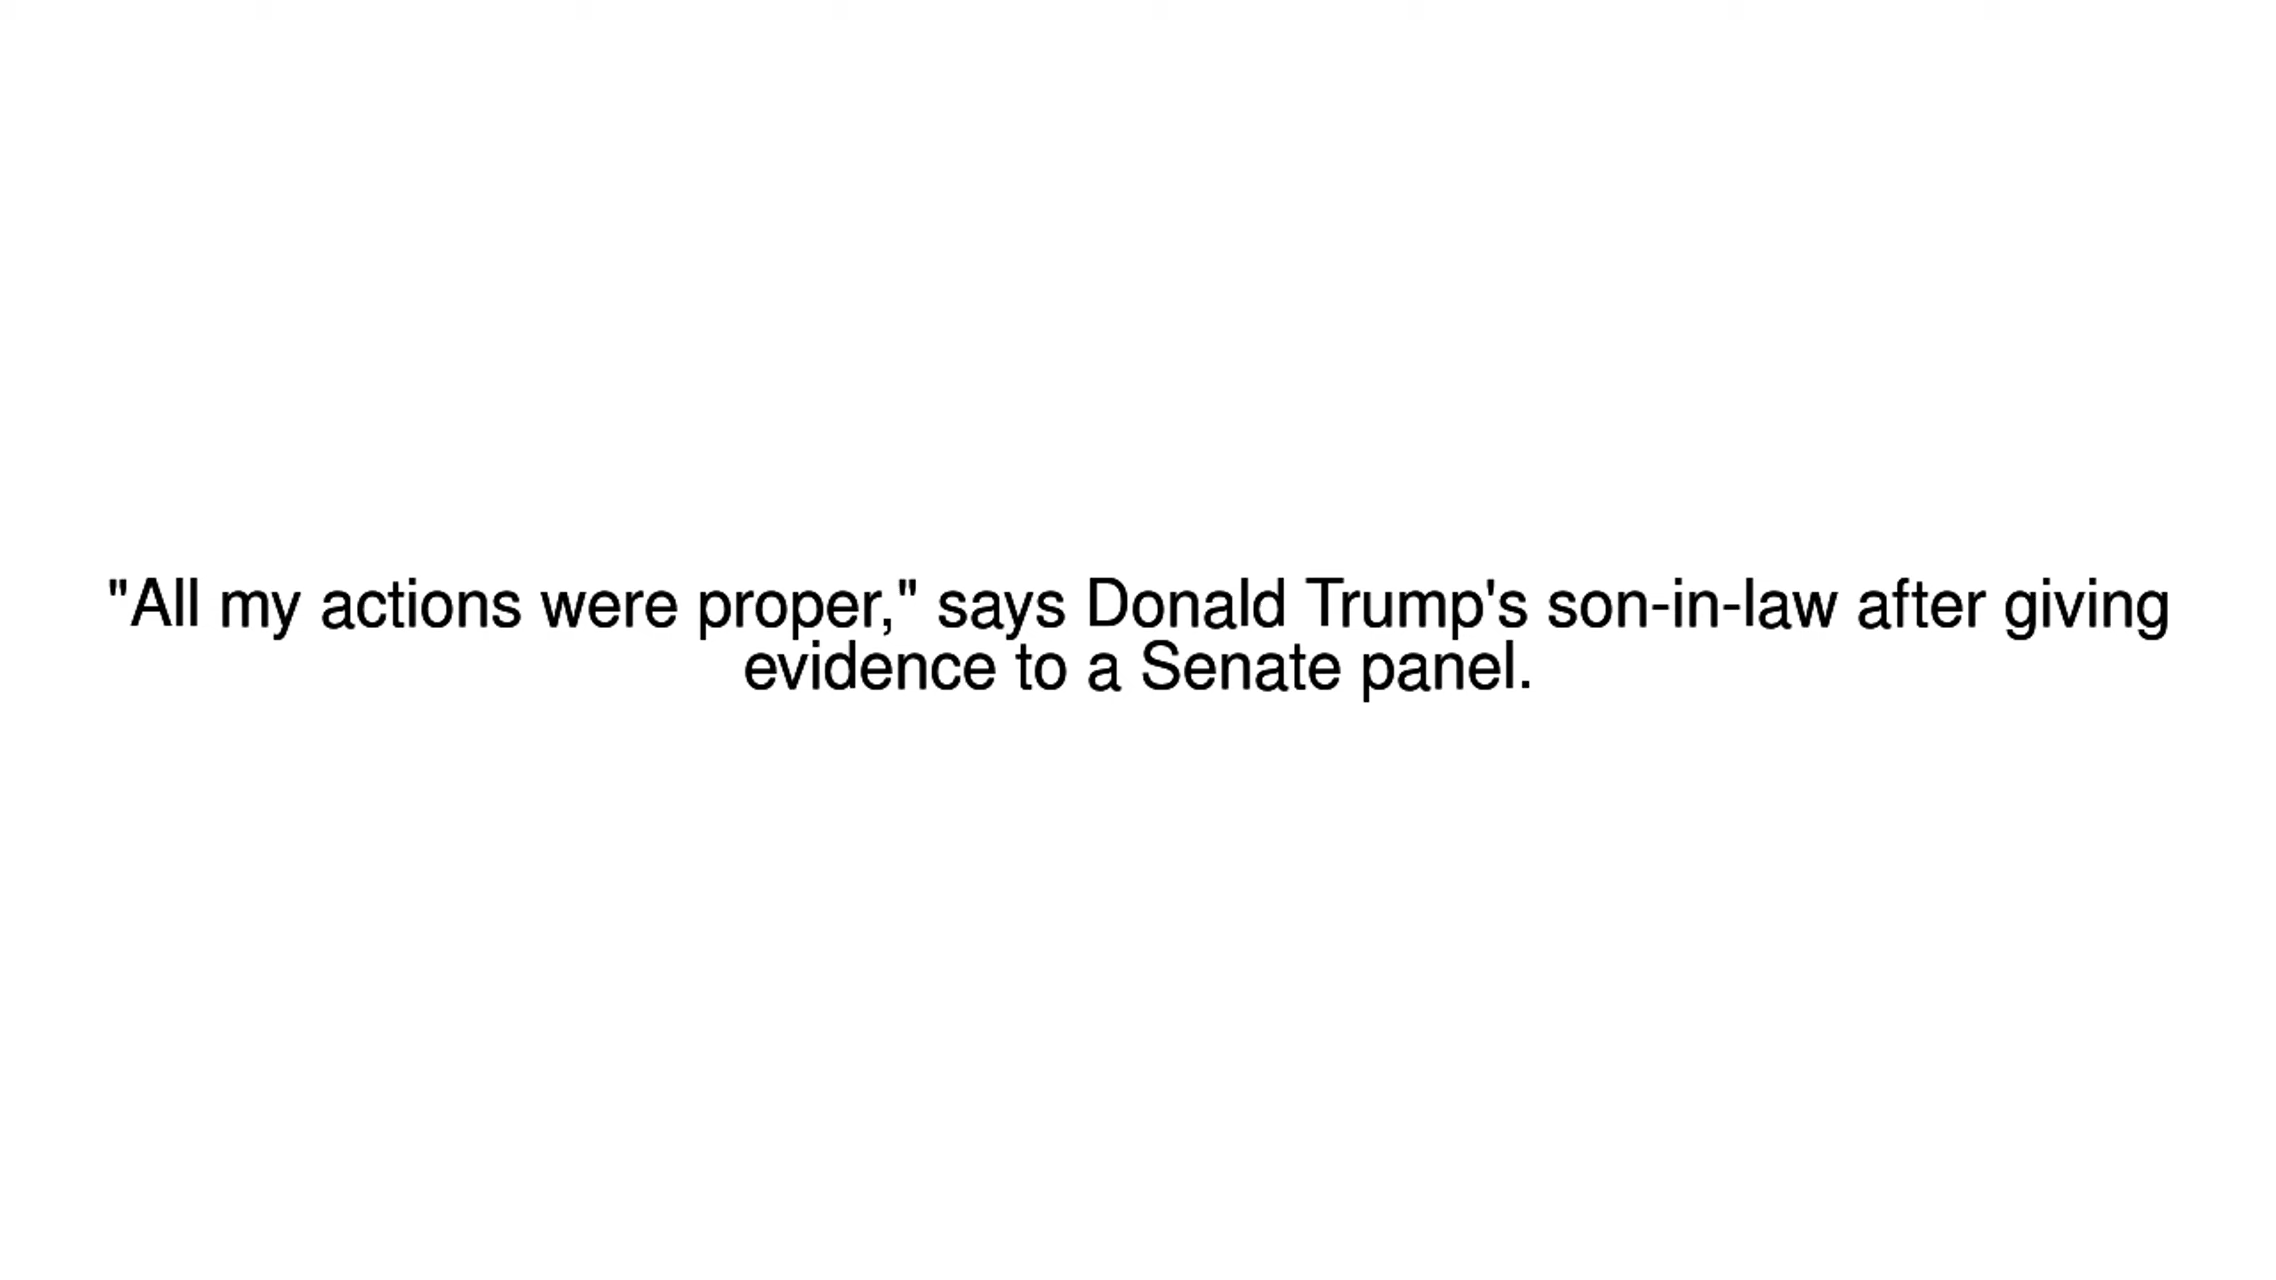 "All my actions were proper," says Donald Trump's son-in-law after giving
evidence to a Senate panel.